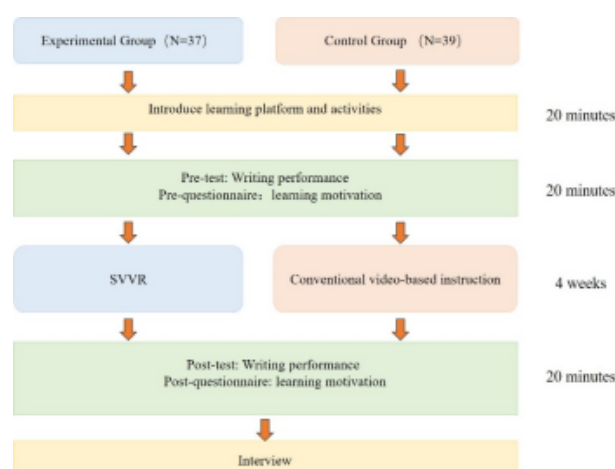 Experimental Group（N=37)
Control Group （N=39)
Introduce learning platform and activities
20 minutes
Pre-test: Writing performance
Pre-questionnaire：learning motivation
20 minutes
SVVR
Conventional video-based instruction
4 weeks
Post-test: Writing performance
Post-questionnaire: learning motivation
20 minutes
Interview